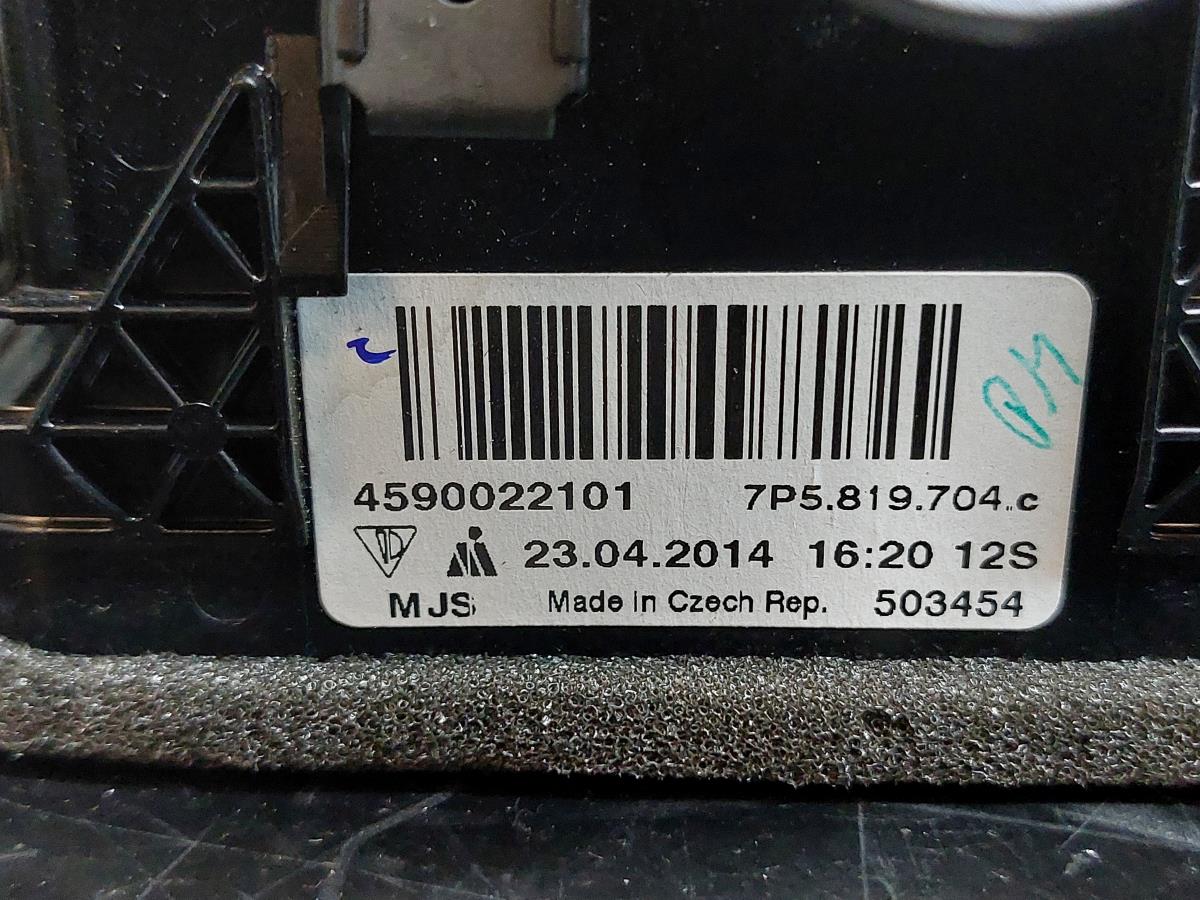 4590022101 7P5.819.704..c
23.04.2014 16:20 12S
MJS Made in Czech Rep. 503454